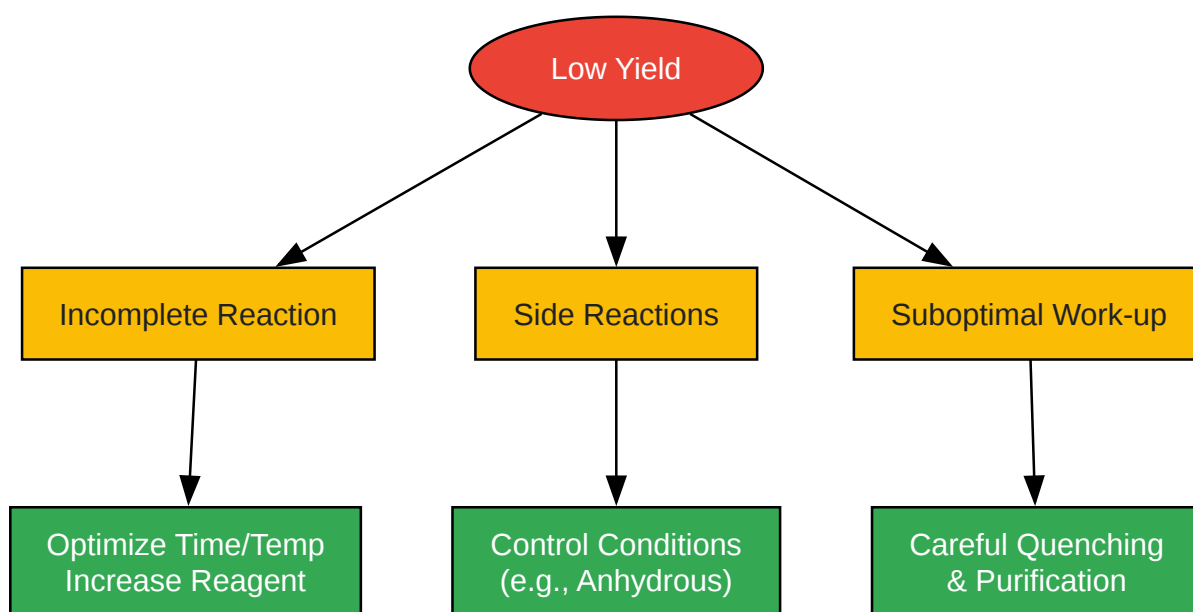 Low Yield
Incomplete Reaction
Side Reactions
Suboptimal Work-up
Optimize Time/Temp
Increase Reagent
Control Conditions
(e.g., Anhydrous)
Careful Quenching
& Purification